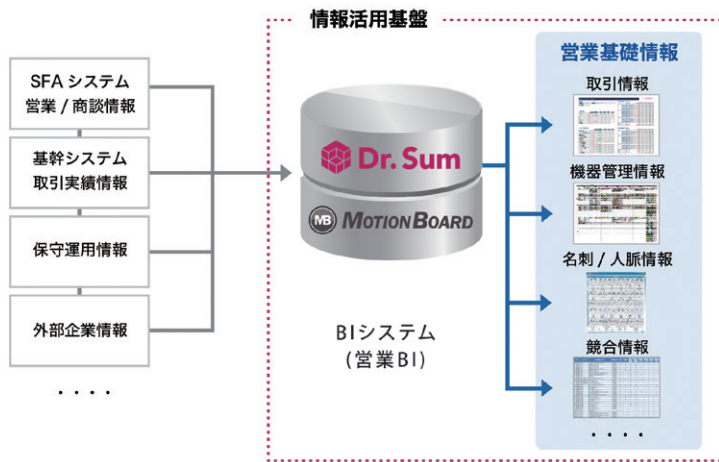 情報活用基盤
SFA システム
営業 / 商談情報
基幹システム
取引実績情報
保守運用情報
外部企業情報
・・・・
Dr.Sum
MB MOTIONBOARD
BIシステム
(営業BI)
営業基礎情報
取引情報
機器管理情報
名刺 / 人脈情報
競合情報
・・・・